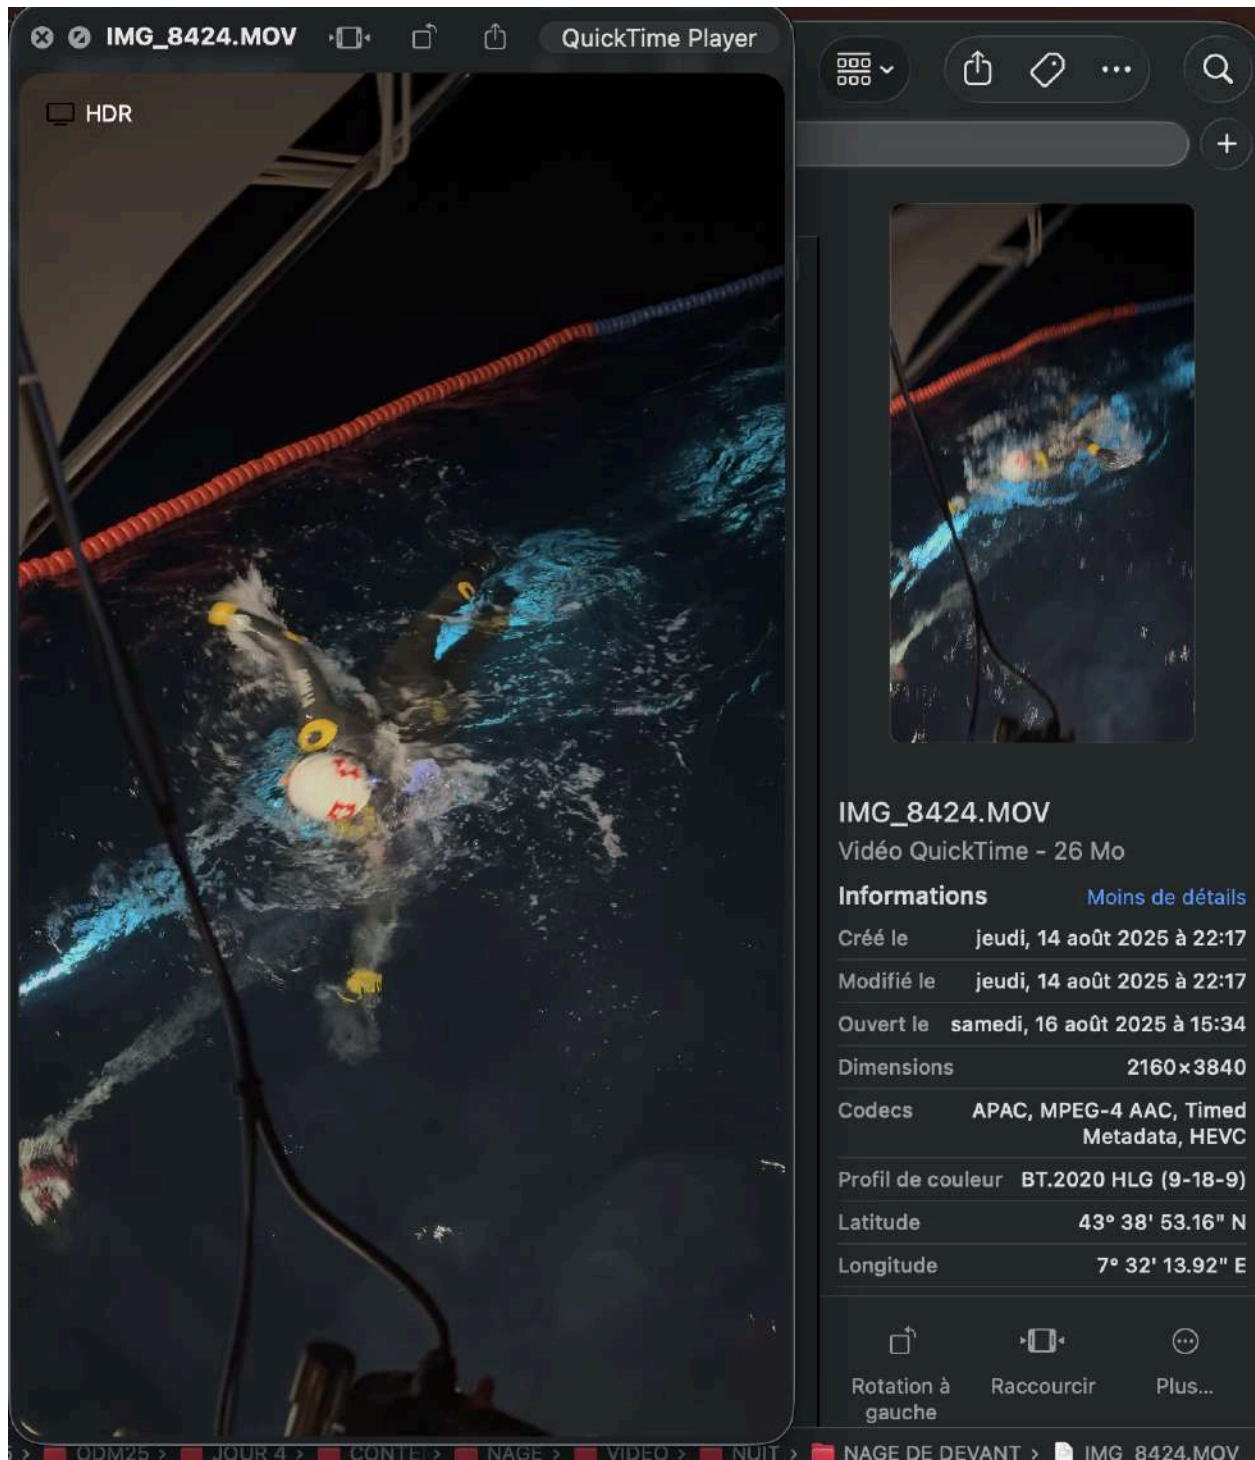 IMG_8424.MOV
QuickTime Player
HDR
IMG_8424.MOV
Vidéo QuickTime - 26 Mo
Informations
Moins de détails
Créé le
jeudi, 14 août 2025 à 22:17
Modifié le
jeudi, 14 août 2025 à 22:17
Ouvert le
samedi, 16 août 2025 à 15:34
Dimensions
2160×3840
Codecs
APAC, MPEG-4 AAC, Timed
Metadata, HEVC
Profil de couleur
BT.2020 HLG (9-18-9)
Latitude
43° 38' 53.16" N
Longitude
7° 32' 13.92" E
Rotation à
gauche
Raccourcir
Plus...
ODM25 > JOUR 4 > NAGE > VIDEO > NUIT > NAGE DE DEVANT > IMG_8424.MOV